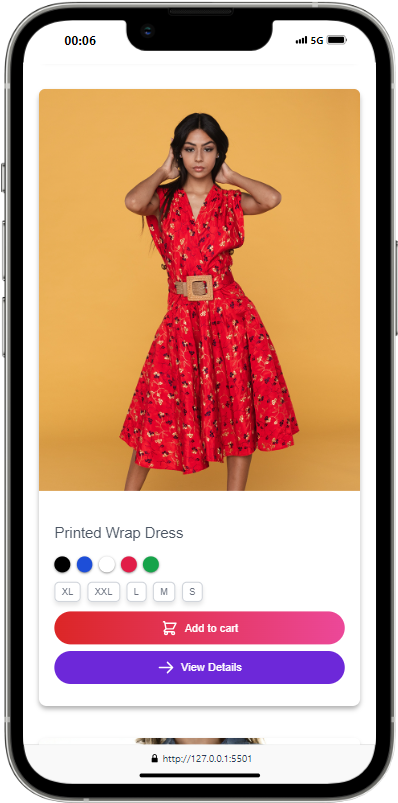 00:06
5G
Printed Wrap Dress
XL XXL L M S
Add to cart
View Details
http://127.0.0.1:5501